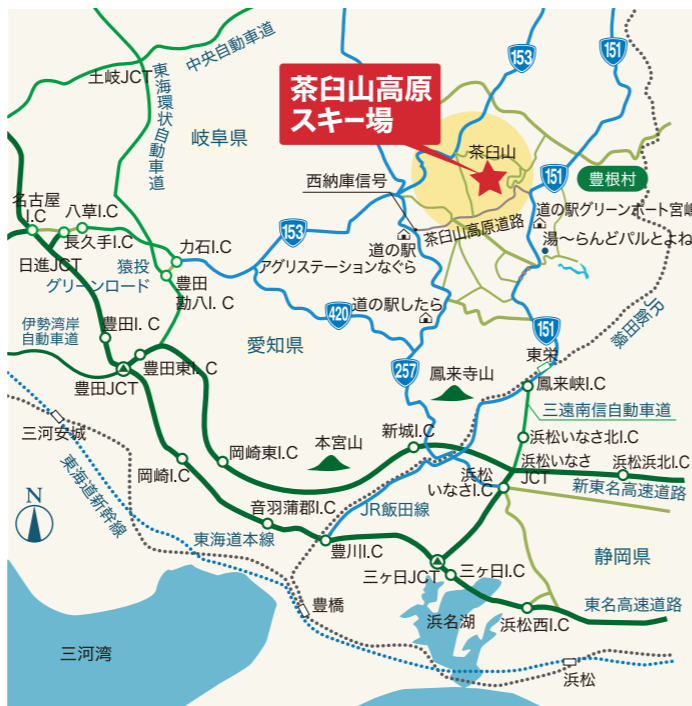 中央自動車道
土岐JCT
東海環状自動車道
岐阜県
153
151
茶臼山高原
スキー場
茶臼山
西納庫信号
151
豊根村
道の駅グリーンポート宮嶋
湯〜らんどパルとよね
茶臼山高原道路
名古屋
I.C
八草I.C
長久手I.C
日進JCT
力石I.C
153
道の駅
アグリステーションなぐら
猿投
グリーンロード
豊田
勘八I.C
道の駅したら
420
JR飯田線
伊勢湾岸
自動車道
豊田I.C
愛知県
151
東栄
豊田東I.C
豊田JCT
257
鳳来寺山
鳳来峡I.C
三遠南信自動車道
三河安城
岡崎東I.C
本宮山
新城I.C
浜松いなさ北I.C
岡崎I.C
浜松
いなさI.C
浜松いなさ
JCT
浜松浜北I.C
新東名高速道路
東海道新幹線
音羽蒲郡I.C
JR飯田線
東海道本線
豊川I.C
N
静岡県
三ヶ日JCT
三ヶ日I.C
豊橋
浜名湖
浜松西I.C
東名高速道路
三河湾
浜松